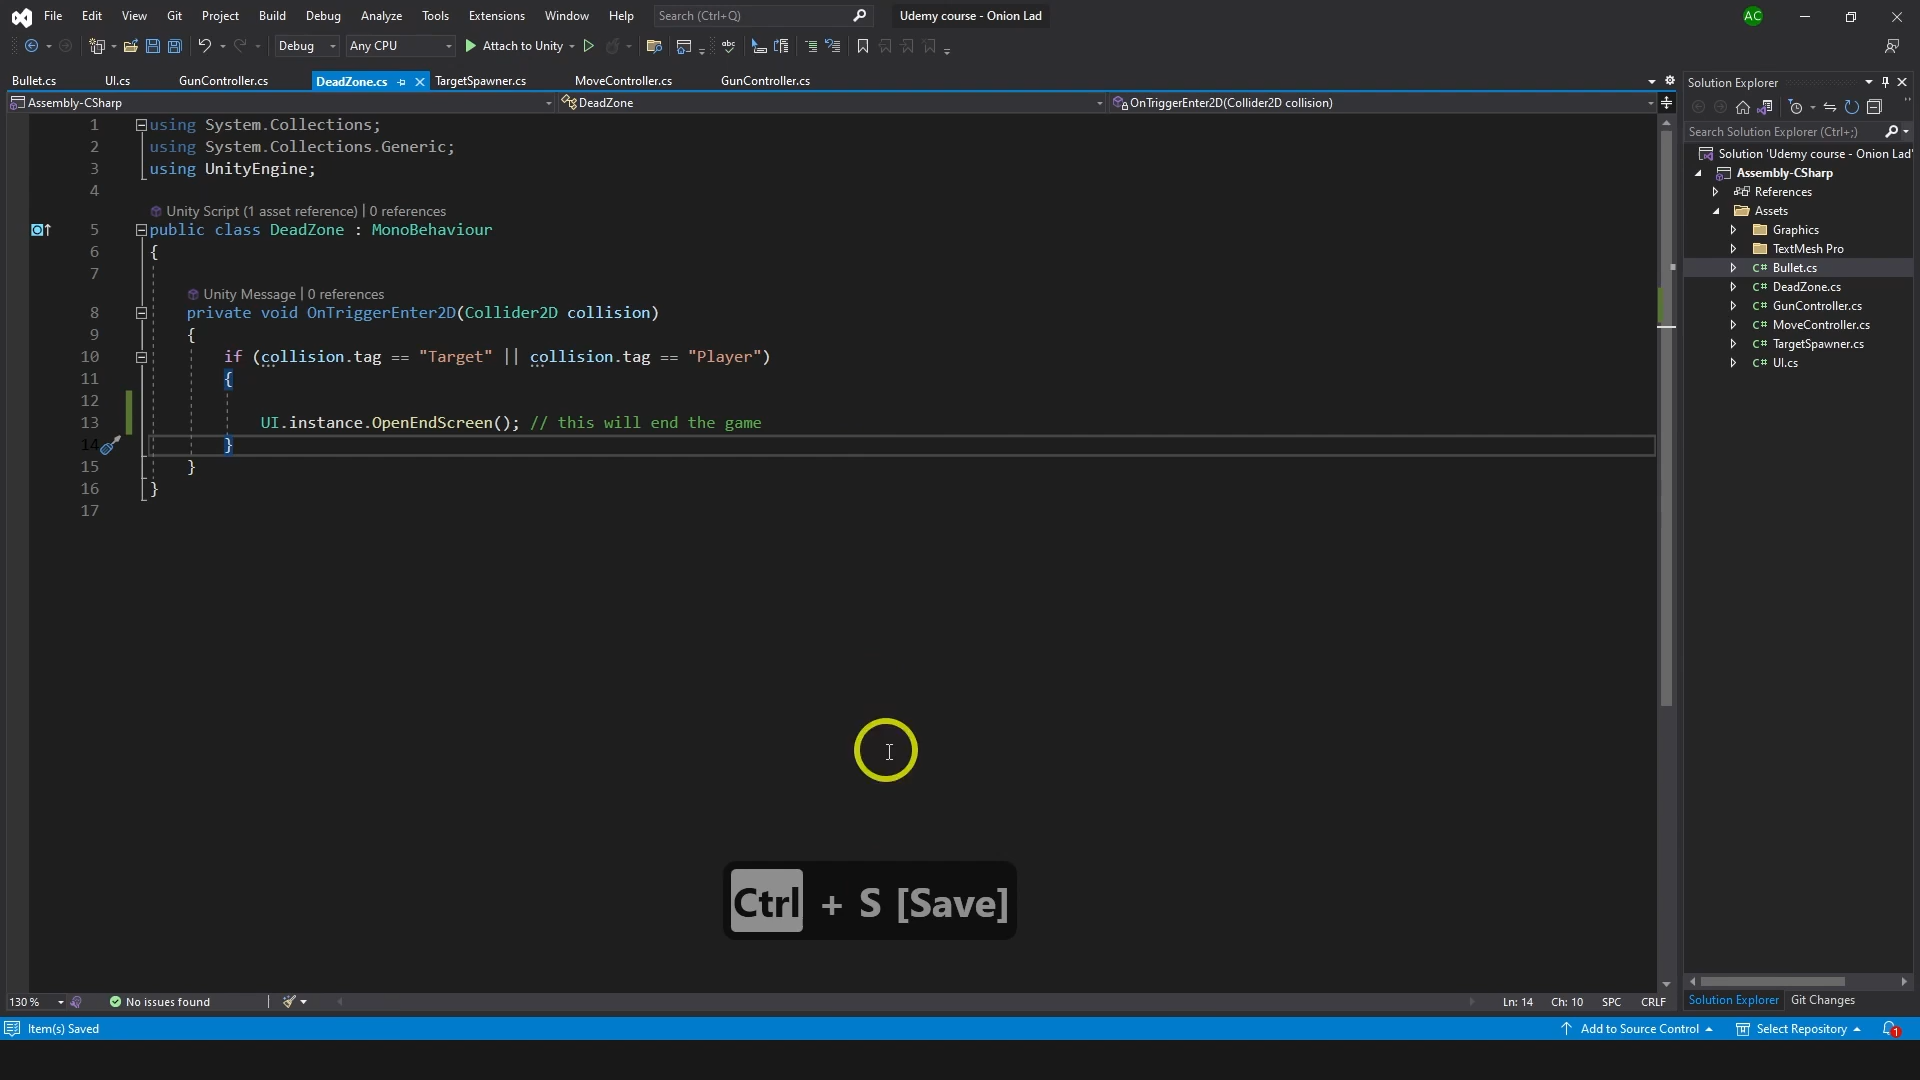 File Edit View Git Project Build Debug Analyze Tools Extensions Window Help Search (Ctrl+Q) Udemy course - Onion Lad AC
Debug Any CPU Attach to Unity
Bullet.cs UI.cs GunController.cs DeadZone.cs TargetSpawner.cs MoveController.cs GunController.cs
Assembly-CSharp DeadZone OnTriggerEnter2D(Collider2D collision)
1 using System.Collections;
2 using System.Collections.Generic;
3 using UnityEngine;
4
Unity Script (1 asset reference) | 0 references
5 public class DeadZone : MonoBehaviour
6 {
7
Unity Message | 0 references
8 private void OnTriggerEnter2D(Collider2D collision)
9 {
10 if (collision.tag == "Target" || collision.tag == "Player")
11 {
12
13 UI.instance.OpenEndScreen(); // this will end the game
14 }
15 }
16 }
17
Ctrl + S [Save]
130 % No issues found Ln: 14 Ch: 10 SPC CRLF
Solution Explorer
Search Solution Explorer (Ctrl+;)
Solution 'Udemy course - Onion Lad'
Assembly-CSharp
References
Assets
Graphics
TextMesh Pro
C# Bullet.cs
C# DeadZone.cs
C# GunController.cs
C# MoveController.cs
C# TargetSpawner.cs
C# UI.cs
Solution Explorer Git Changes
Item(s) Saved Add to Source Control Select Repository 1